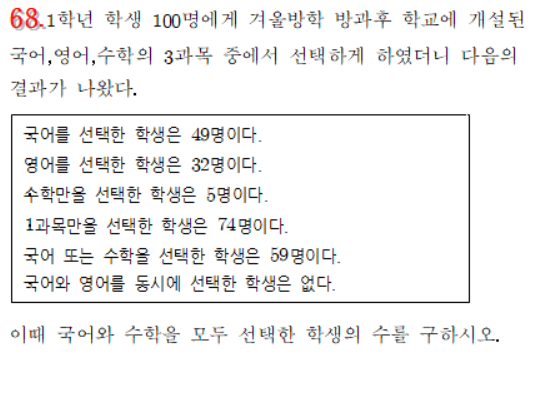 68.1학년 학생 100명에게 겨울방학 방과후 학교에 개설된
국어,영어,수학의 3과목 중에서 선택하게 하였더니 다음의
결과가 나왔다.
국어를 선택한 학생은 49명이다.
영어를 선택한 학생은 32명이다.
수학만을 선택한 학생은 5명이다.
1과목만을 선택한 학생은 74명이다.
국어 또는 수학을 선택한 학생은 59명이다.
국어와 영어를 동시에 선택한 학생은 없다.
이때 국어와 수학을 모두 선택한 학생의 수를 구하시오.